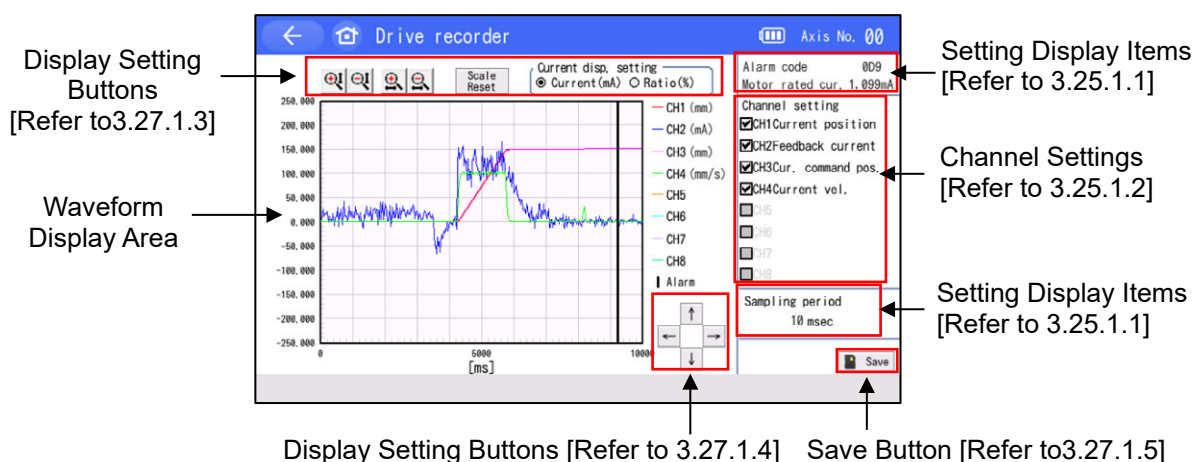 Drive recorder
Axis No. 00
Display Setting
Buttons
[Refer to3.27.1.3]
Scale
Reset
Current disp. setting
Current(mA)
Ratio(%)
Alarm code 0D9
Motor rated cur. 1.099mA
Setting Display Items
[Refer to 3.25.1.1]
250.000
200.000
150.000
100.000
50.000
0.000
-50.000
-100.000
-150.000
-200.000
-250.000
0
5000
10000
[ms]
CH1 (mm)
CH2 (mA)
CH3 (mm)
CH4 (mm/s)
CH5
CH6
CH7
CH8
Alarm
Channel setting
CH1Current position
CH2Feedback current
CH3Cur. command pos.
CH4Current vel.
CH5
CH6
CH7
CH8
Channel Settings
[Refer to 3.25.1.2]
Waveform
Display Area
Sampling period
10 msec
Setting Display Items
[Refer to 3.25.1.1]
↑
←
→
↓
Save
Display Setting Buttons [Refer to 3.27.1.4]
Save Button [Refer to3.27.1.5]